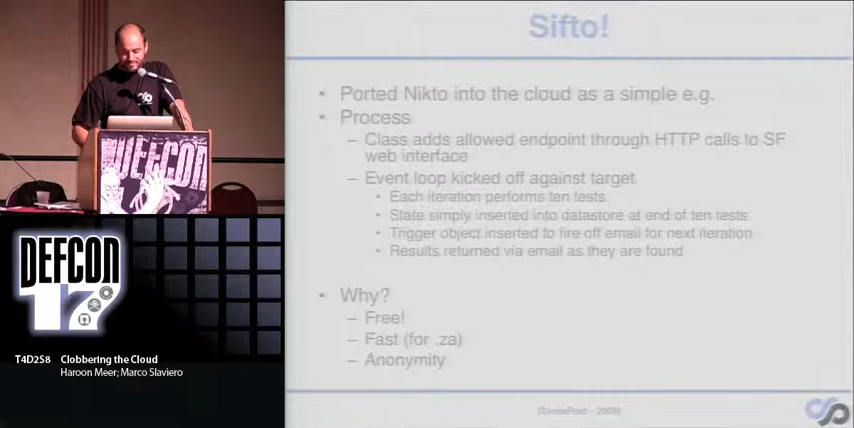 Sifto!
• Ported Nikto into the cloud as a simple e.g.
• Process
– Class adds allowed endpoint through HTTP calls to SF
web interface
– Event loop kicked off against target
• Each iteration performs ten tests
• State simply inserted into datastore at end of ten tests
• Trigger object inserted to fire off email for next iteration
• Results returned via email as they are found
• Why?
– Free!
– Fast (for .za)
– Anonymity
[SensePost – 2009]
DEFCON
DEFCON
17
T4D2S8 Clobbering the Cloud
Haroon Meer; Marco Slaviero